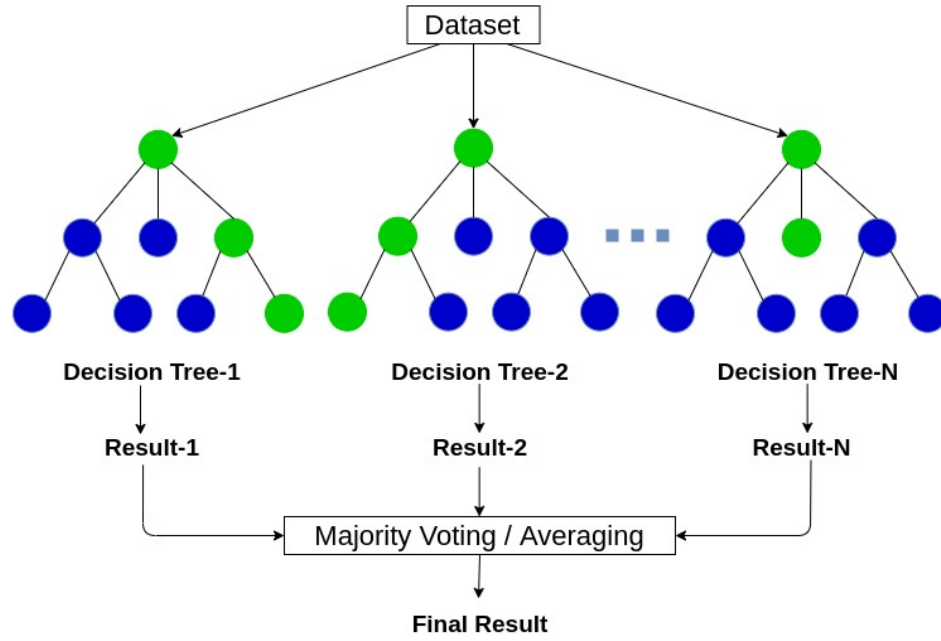 Dataset
Decision Tree-1
Decision Tree-2
Decision Tree-N
Result-1
Result-2
Result-N
Majority Voting / Averaging
Final Result